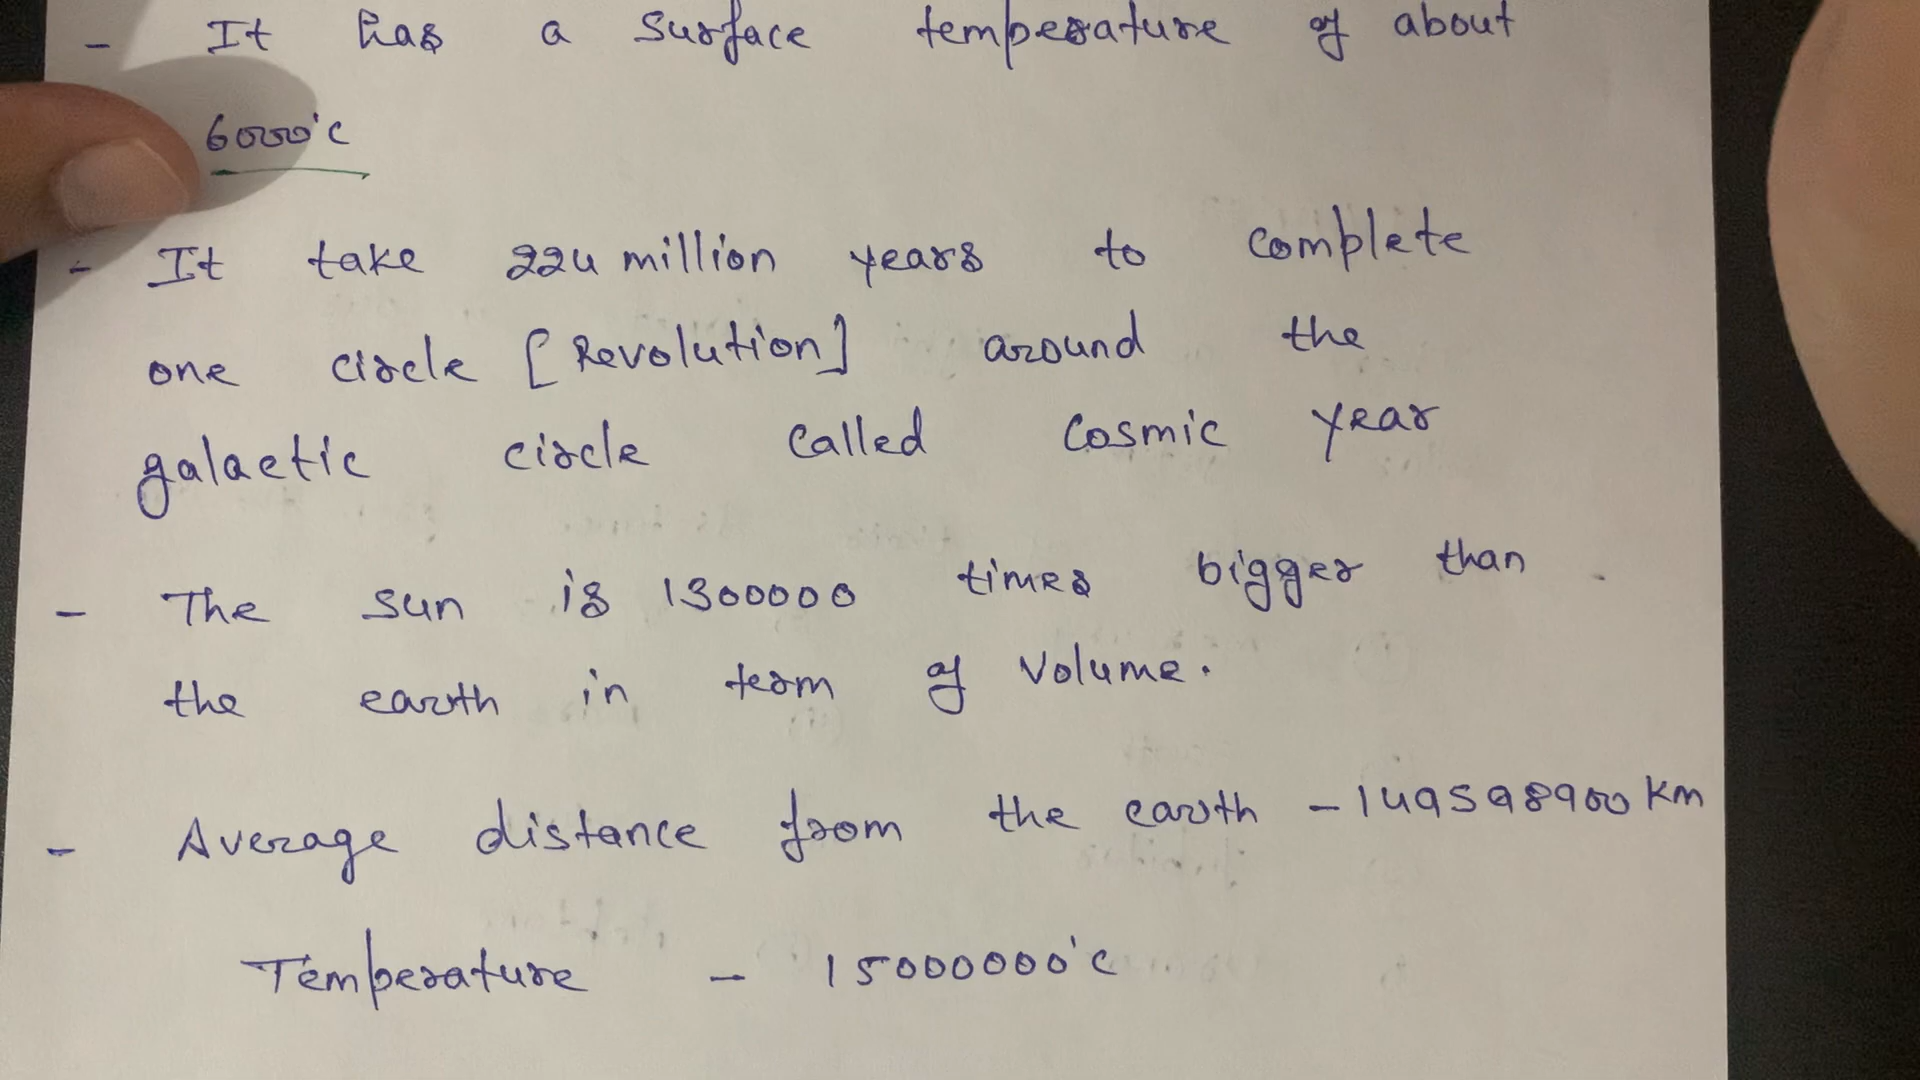 - It has a surface temperature of about
6000°c
- It take 224 million years to complete
one circle [Revolution] around the
galactic circle called cosmic year
- The sun is 1300000 times bigger than
the earth in term of volume.
- Average distance from the earth - 149598900 Km
Temperature - 15000000°c